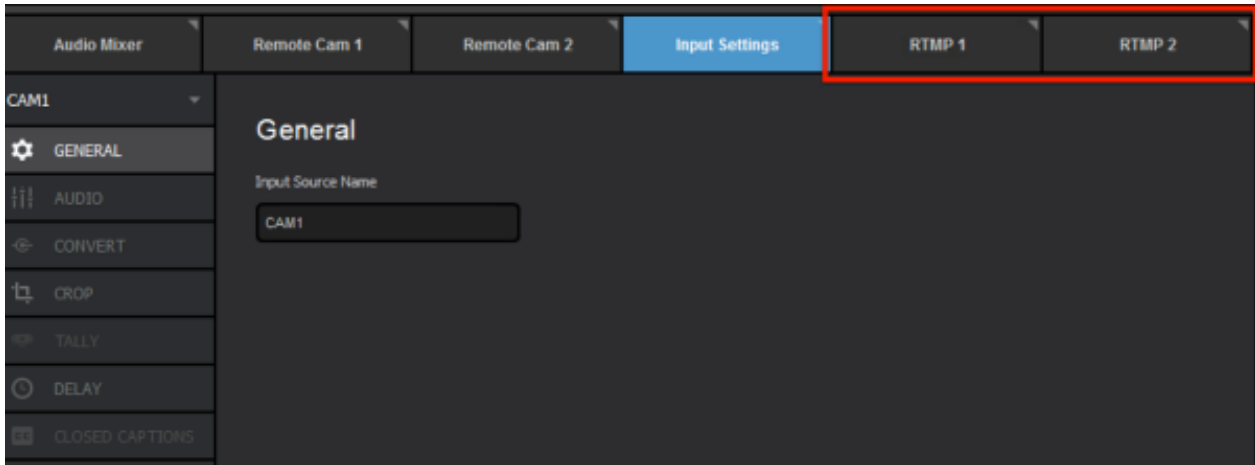 Audio Mixer Remote Cam 1 Remote Cam 2 Input Settings RTMP 1 RTMP 2
CAM1
GENERAL
AUDIO
CONVERT
CROP
TALLY
DELAY
CLOSED CAPTIONS
General
Input Source Name
CAM1